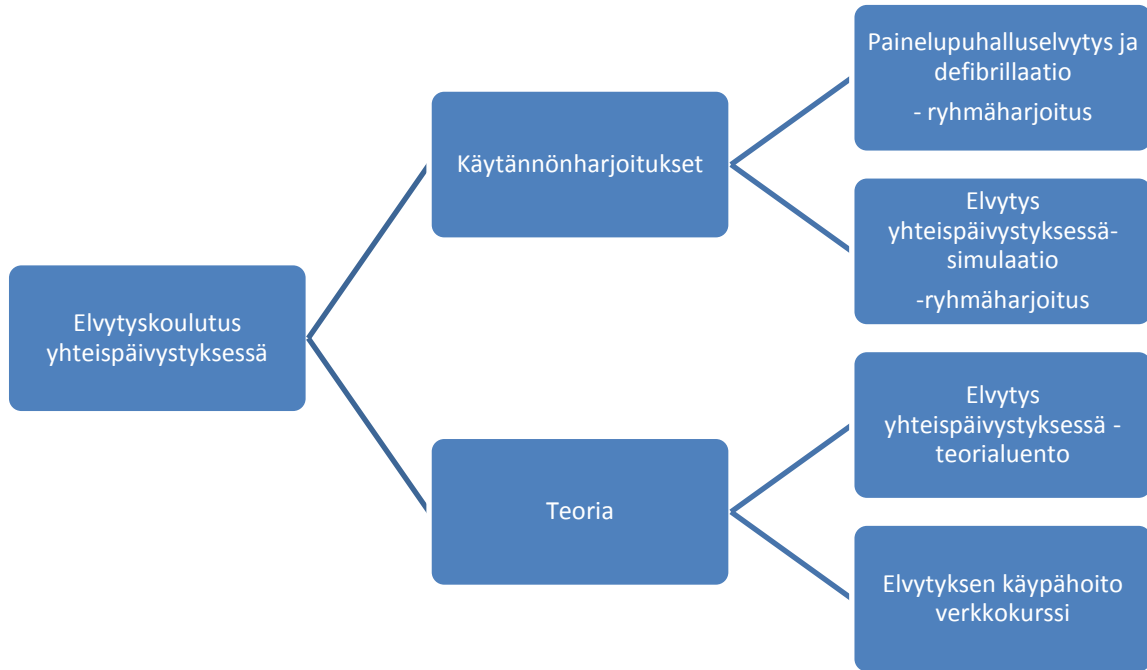 Elvytyskoulutus
yhteispäivystyksessä
Käytännönharjoitukset
Painelupuhalluselvytys ja
defibrillaatio
- ryhmäharjoitus
Elvytys
yhteispäivystyksessä-
simulaatio
-ryhmäharjoitus
Teoria
Elvytys
yhteispäivystyksessä -
teorialuento
Elvytyksen käypähoito
verkkokurssi